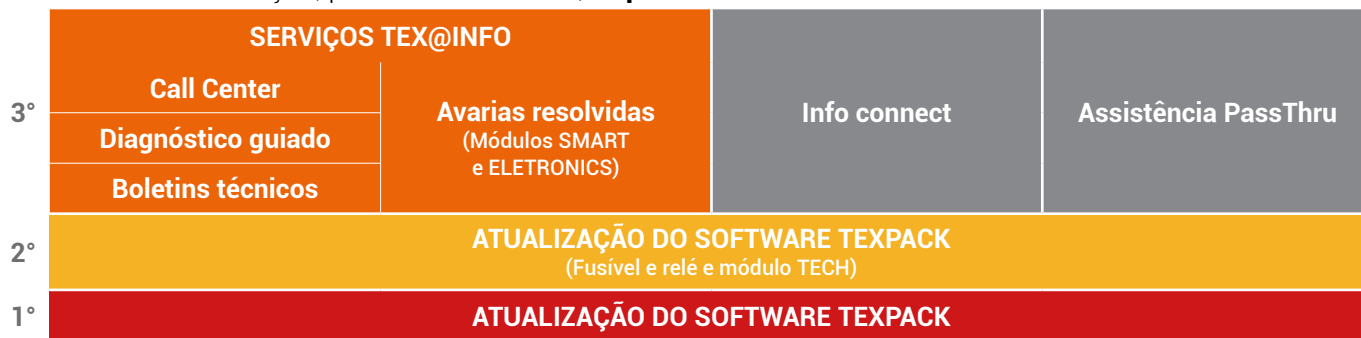 SERVIÇOS TEX@INFO
3°
Call Center
Diagnóstico guiado
Boletins técnicos
Avarias resolvidas
(Módulos SMART
e ELETRONICS)
Info connect
Assistência PassThru
2°
ATUALIZAÇÃO DO SOFTWARE TEXPACK
(Fusível e relé e módulo TECH)
1°
ATUALIZAÇÃO DO SOFTWARE TEXPACK